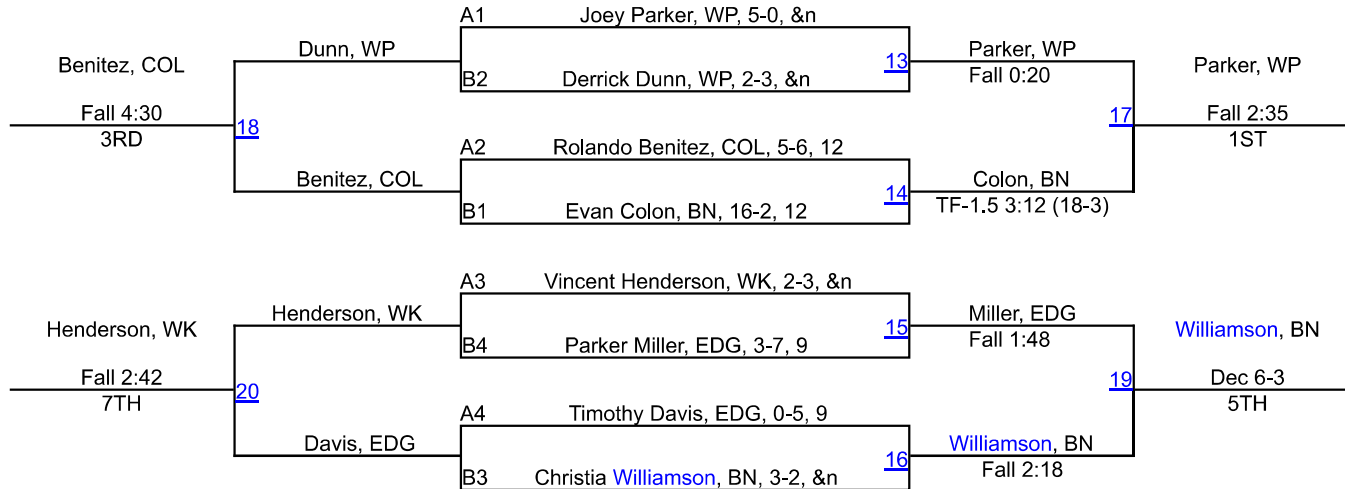 A1 Joey Parker, WP, 5-0, &n
Dunn, WP
Parker, WP
Benitez, COL
Parker, WP
B2 Derrick Dunn, WP, 2-3, &n
13
Fall 0:20
Fall 4:30
18
17
Fall 2:35
3RD
1ST
A2 Rolando Benitez, COL, 5-6, 12
Benitez, COL
14
Colon, BN
B1 Evan Colon, BN, 16-2, 12
TF-1.5 3:12 (18-3)
A3 Vincent Henderson, WK, 2-3, &n
Henderson, WK
Miller, EDG
Henderson, WK
Williamson, BN
B4 Parker Miller, EDG, 3-7, 9
15
Fall 1:48
Fall 2:42
20
19
Dec 6-3
7TH
5TH
A4 Timothy Davis, EDG, 0-5, 9
Davis, EDG
16
Williamson, BN
B3 Christia Williamson, BN, 3-2, &n
Fall 2:18